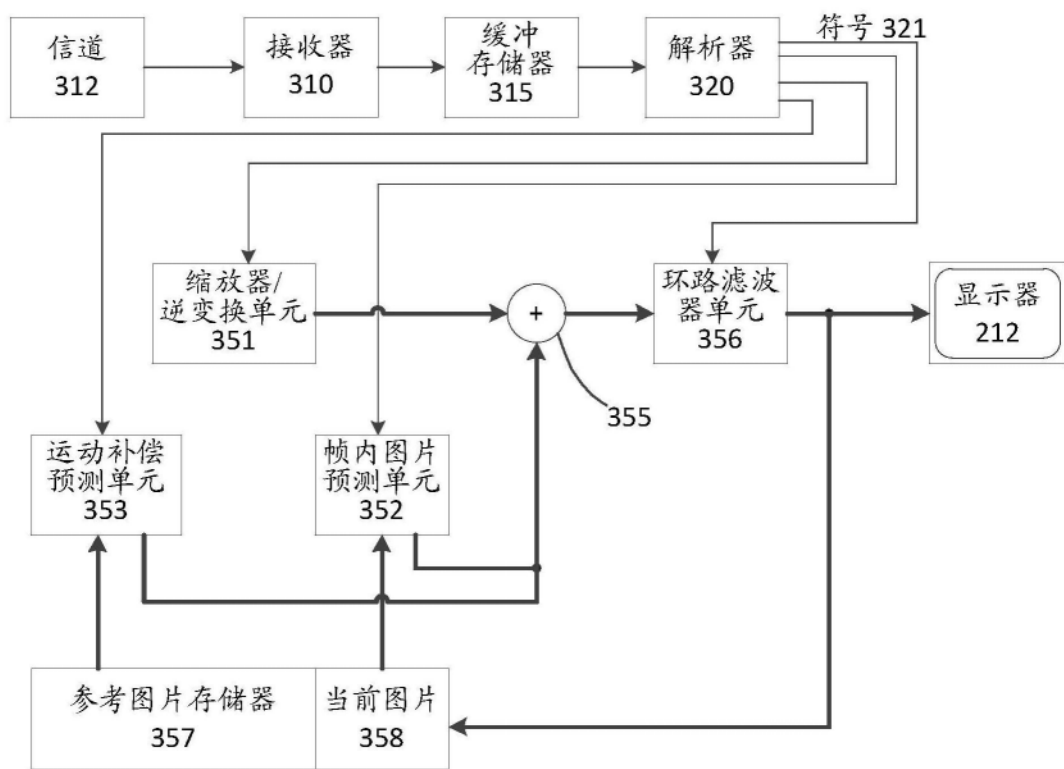 符号 321
信道
312
接收器
310
缓冲
存储器
315
解析器
320
缩放器/
逆变换单元
351
+
355
环路滤波
器单元
356
显示器
212
运动补偿
预测单元
353
帧内图片
预测单元
352
参考图片存储器
357
当前图片
358